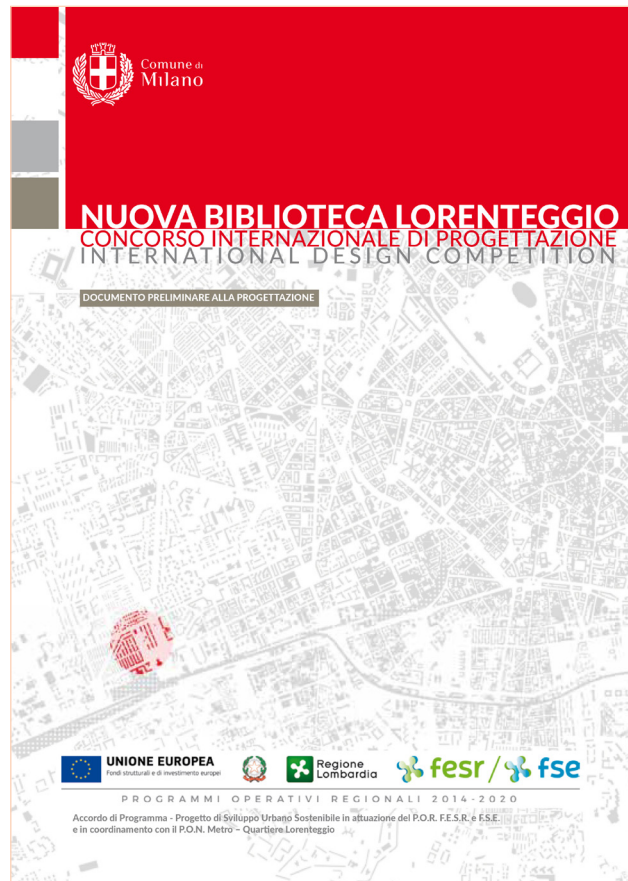 Comune di
Milano
NUOVA BIBLIOTECA LORENTEGGIO
CONCORSO INTERNAZIONALE DI PROGETTAZIONE
INTERNATIONAL DESIGN COMPETITION
DOCUMENTO PRELIMINARE ALLA PROGETTAZIONE
UNIONE EUROPEA
Fondi strutturali e di investimento europei
Regione
Lombardia
fesr/fse
PROGRAMMI OPERATIVI REGIONALI 2014-2020
Accordo di Programma - Progetto di Sviluppo Urbano Sostenibile in attuazione del P.O.R. F.E.S.R. e F.S.E.
e in coordinamento con il P.O.N. Metro – Quartiere Lorenteggio